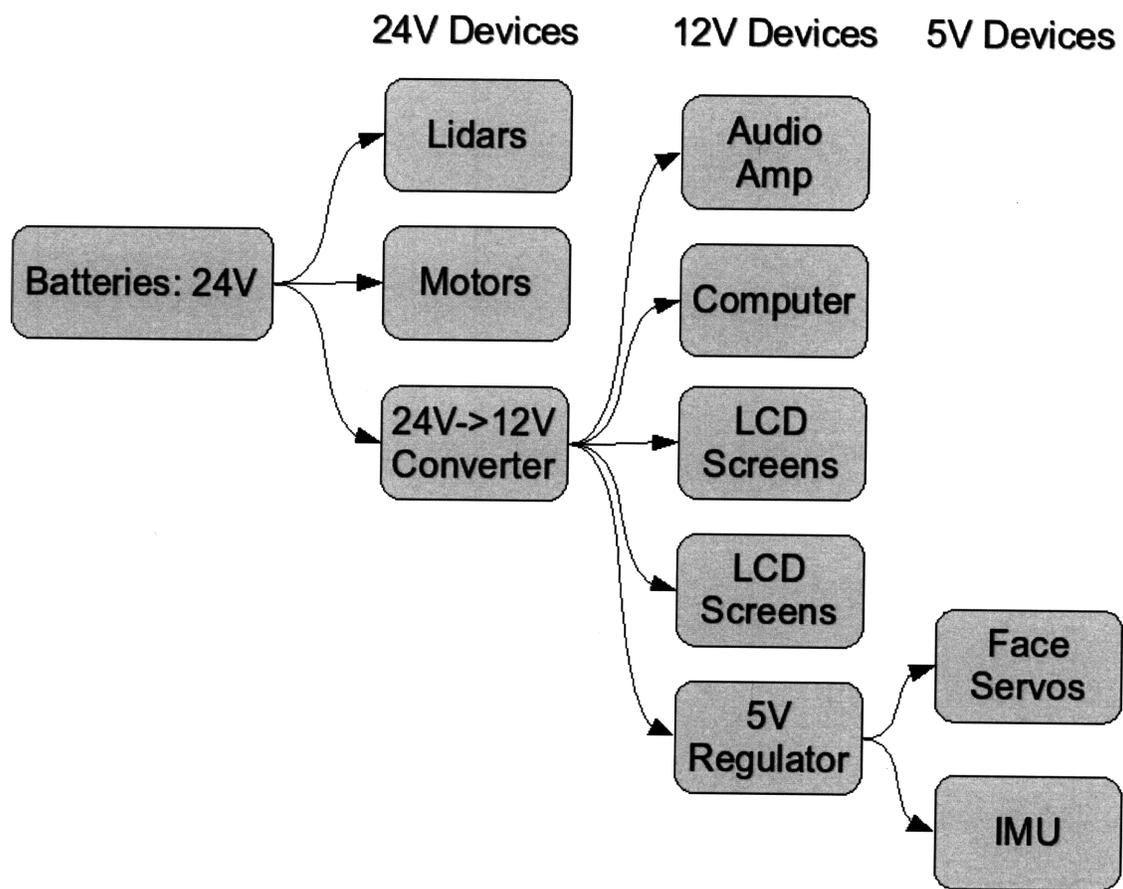 24V Devices
12V Devices
5V Devices
Lidars
Motors
Batteries: 24V
24V->12V
Converter
Audio
Amp
Computer
LCD
Screens
LCD
Screens
5V
Regulator
Face
Servos
IMU